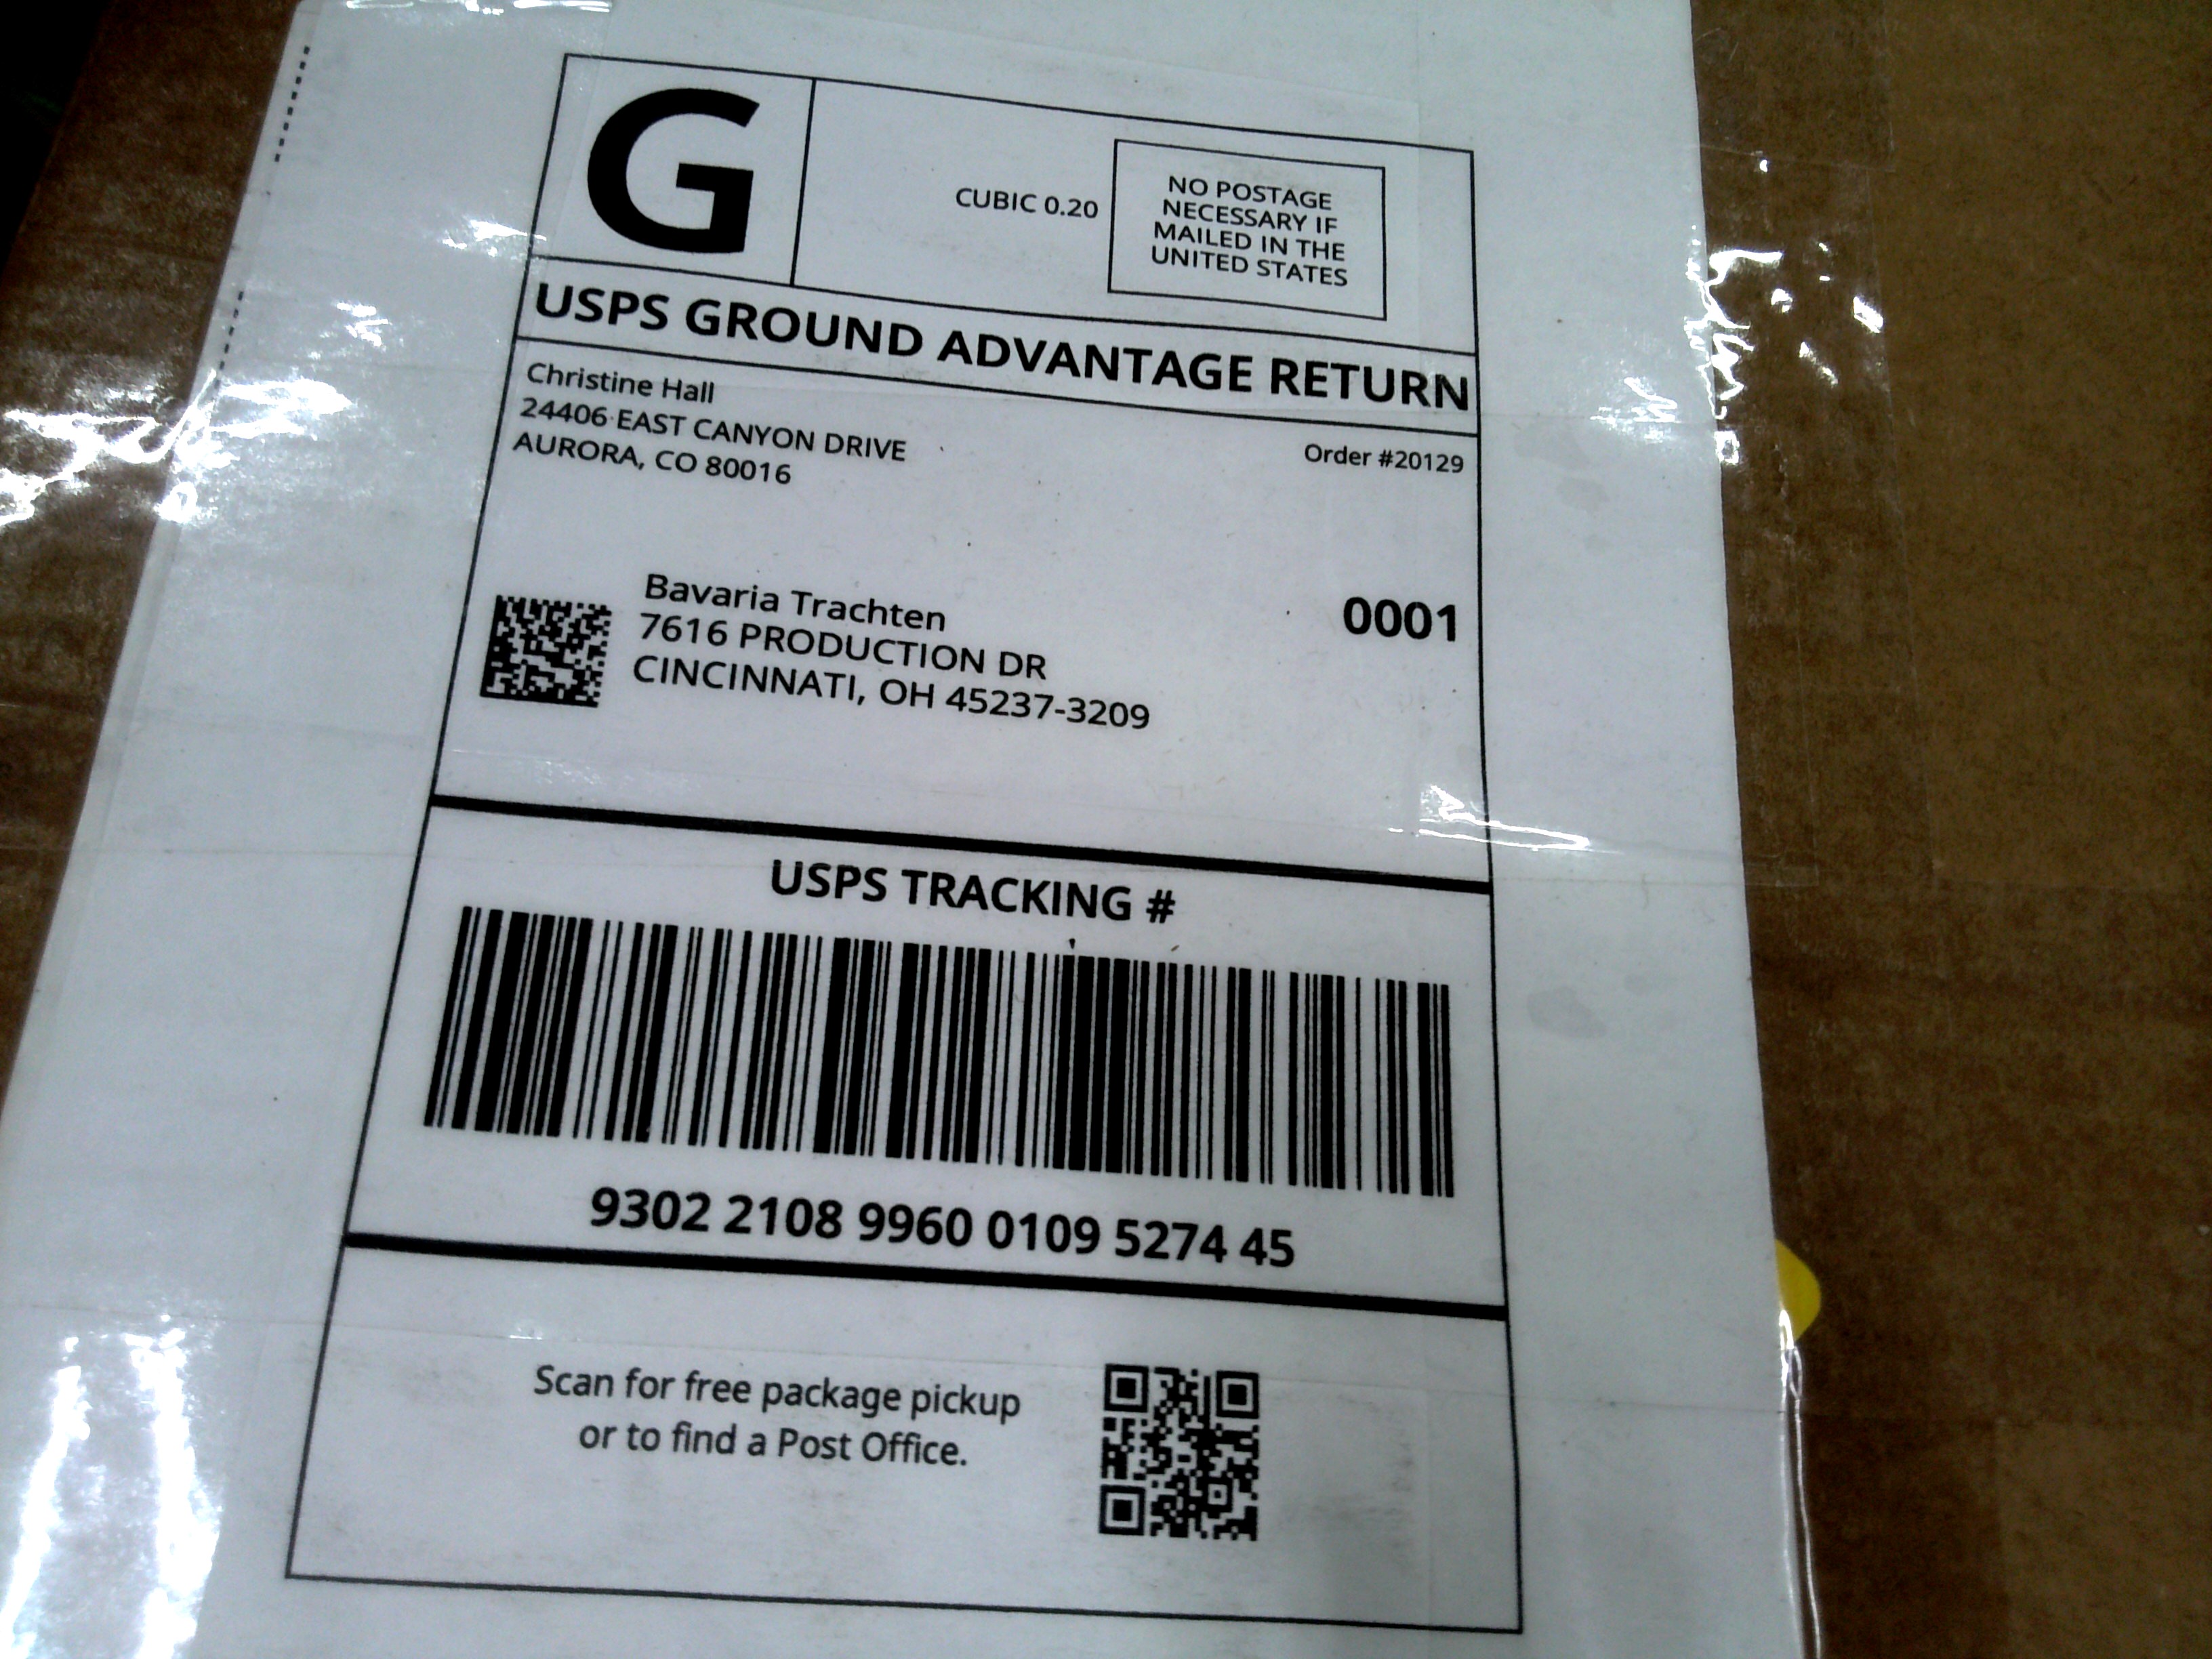 G
CUBIC 0.20
NO POSTAGE
NECESSARY IF
MAILED IN THE
UNITED STATES
USPS GROUND ADVANTAGE RETURN
Christine Hall
24406 EAST CANYON DRIVE
AURORA, CO 80016
Order #20129
0001
Bavaria Trachten
7616 PRODUCTION DR
CINCINNATI, OH 45237-3209
USPS TRACKING #
9302 2108 9960 0109 5274 45
Scan for free package pickup
or to find a Post Office.